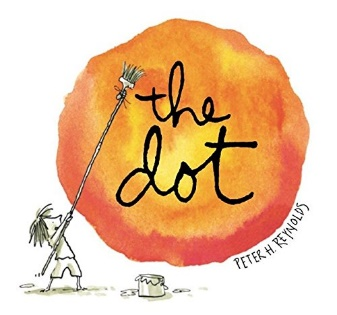 the
dot
PETER H. REYNOLDS